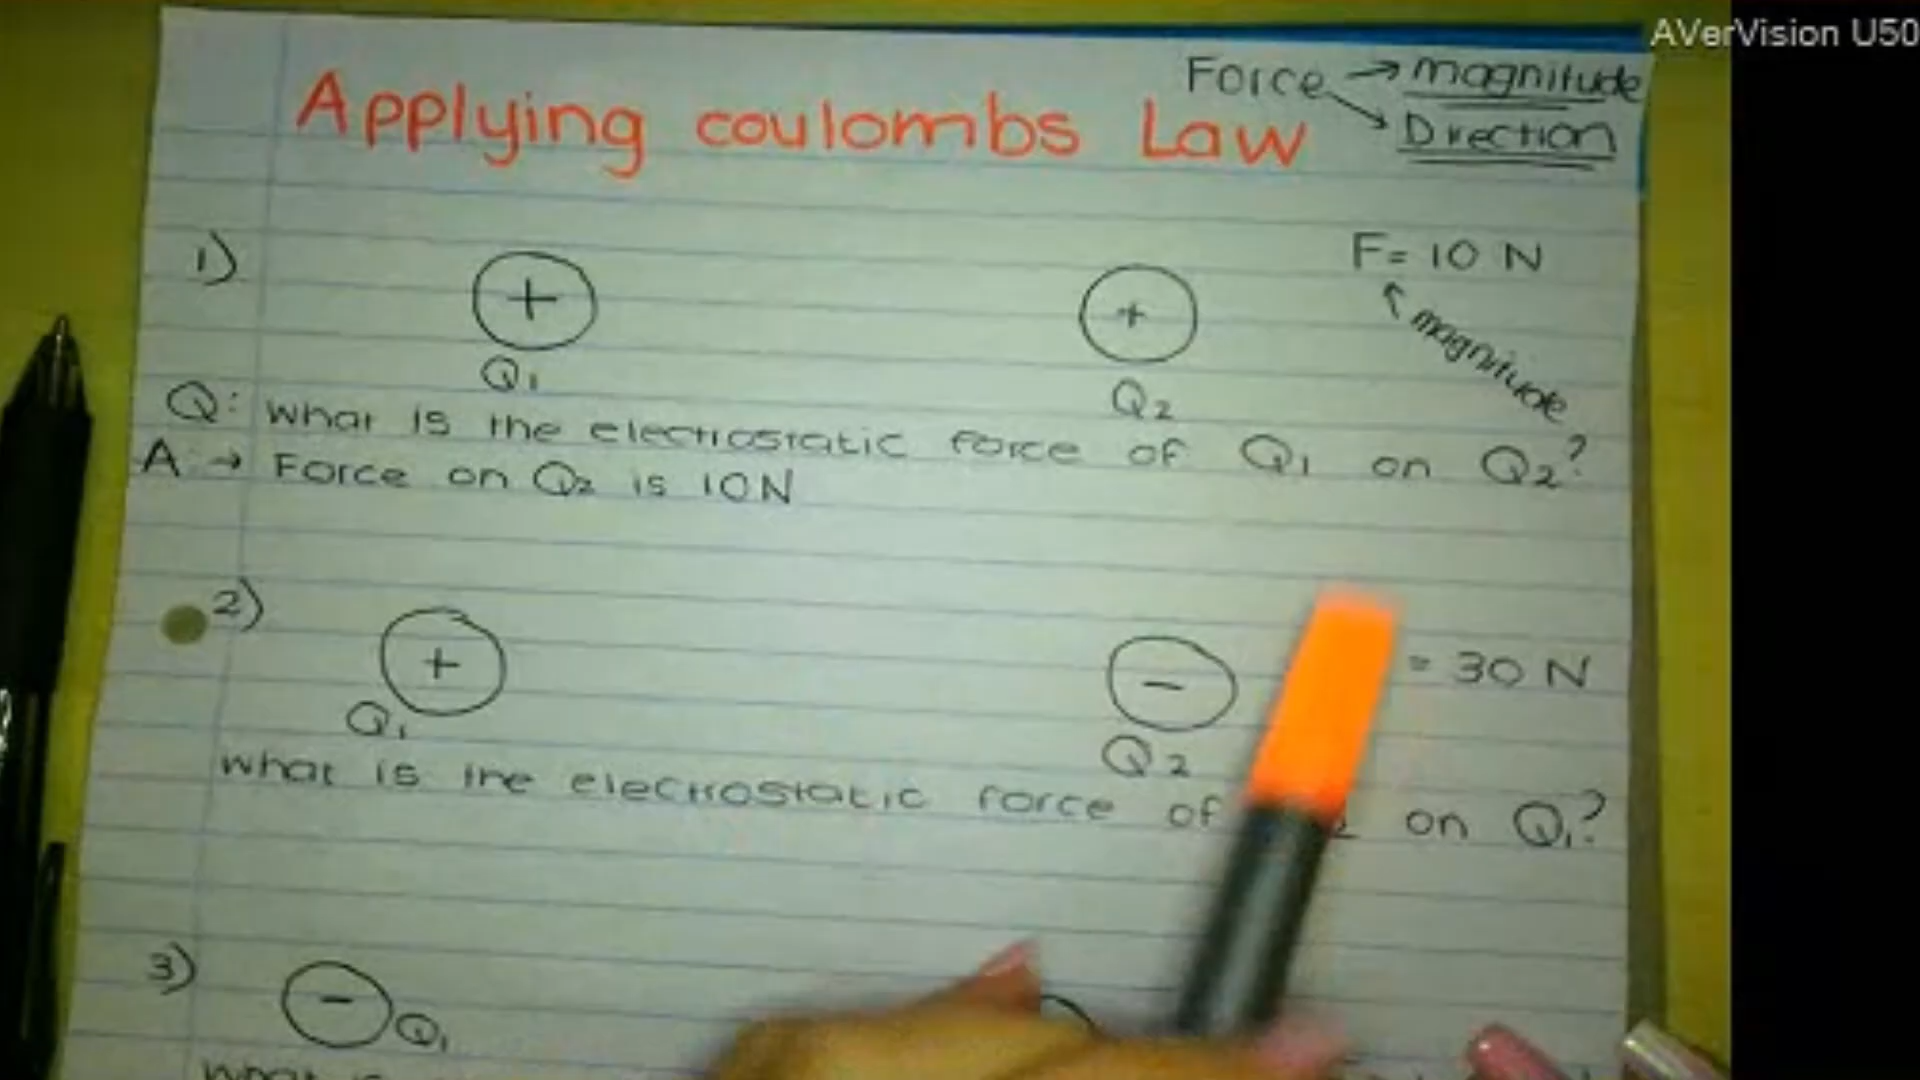 AVerVision U50
Force → magnitude
Direction
Applying coulombs Law
1)
+
+
F = 10 N
magnitude
Q1
Q2
Q: What is the electrostatic force of Q1 on Q2?
A → Force on Q2 is 10N
2)
+
-
= 30 N
Q1
Q2
What is the electrostatic force of 2 on Q1?
3)
-
Q1